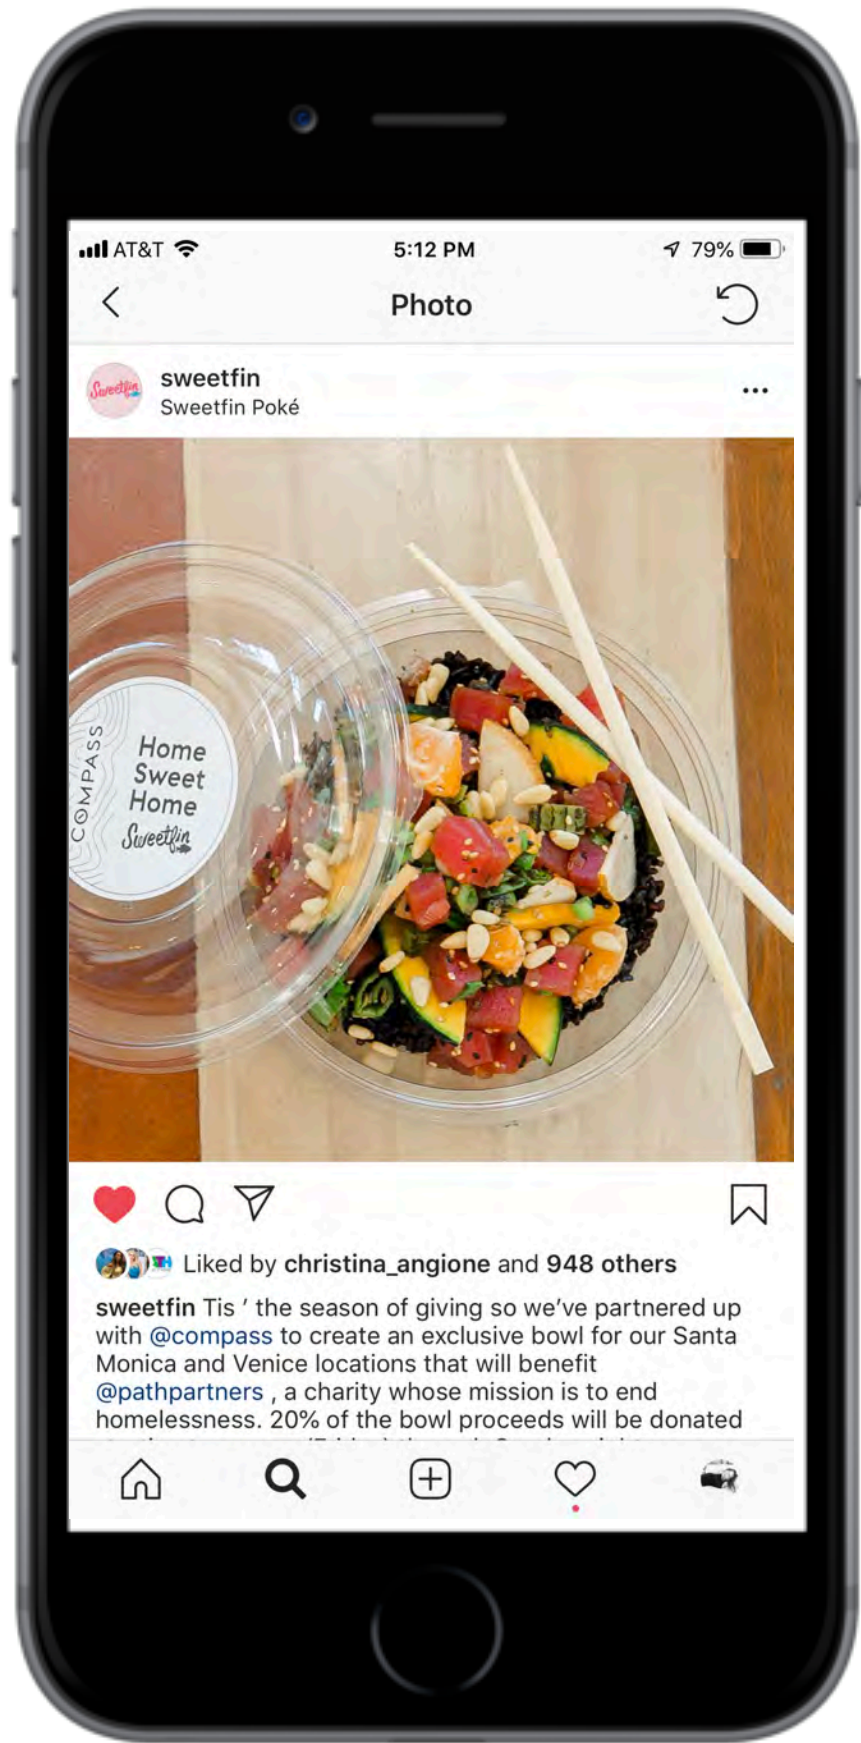 AT&T 5:12 PM 79%
Photo
Sweetfin sweetfin
Sweetfin Poké
COMPASS
Home
Sweet
Home
Sweetfin
Liked by christina_angione and 948 others
sweetfin Tis ' the season of giving so we've partnered up
with @compass to create an exclusive bowl for our Santa
Monica and Venice locations that will benefit
@pathpartners , a charity whose mission is to end
homelessness. 20% of the bowl proceeds will be donated